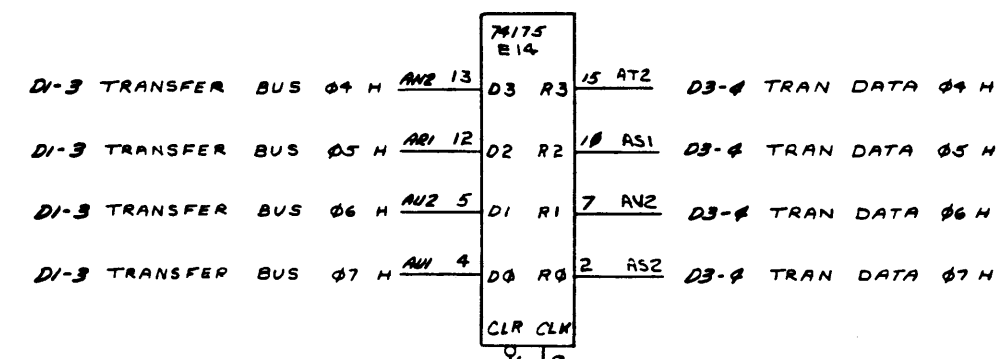 74175
E14
D1-3 TRANSFER BUS Ø4 H AN2 13 D3 R3 15 AT2 D3-4 TRAN DATA Ø4 H
D1-3 TRANSFER BUS Ø5 H AR1 12 D2 R2 1Ø AS1 D3-4 TRAN DATA Ø5 H
D1-3 TRANSFER BUS Ø6 H AU2 5 D1 R1 7 AV2 D3-4 TRAN DATA Ø6 H
D1-3 TRANSFER BUS Ø7 H 4 DØ RØ 2 AS2 D3-4 TRAN DATA Ø7 H
CLR CLK